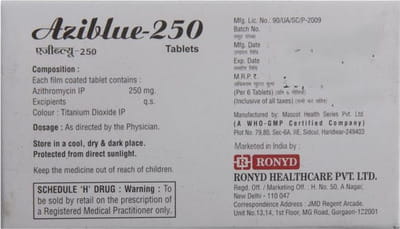 Aziblue-250
एज़ीब्ल्यू-250 Tablets
Composition :
Each film coated tablet contains :
Azithromycin IP 250 mg.
Excipients q.s.
Colour : Titanium Dioxide IP
Dosage : As directed by the Physician.
Store in a cool, dry & dark place.
Protected from direct sunlight.
Keep the medicine out of reach of children.
SCHEDULE 'H' DRUG : Warning : To
be sold by retail on the prescription of
a Registered Medical Practitioner only.
Mfg. Lic. No.: 90/UA/SC/P-2009
Batch No.
Mfg. Date :
Exp. Date
M.R.P. ₹
(Per 6 Tablets)
(Inclusive of all taxes)
Manufactured by : Mascot Health Series Pvt. Ltd.
(A WHO-GMP Certified Company)
Plot No. 79,80, Sec-6A, IIE, Sidcul, Haridwar-249403
Marketed in India by :
R RONYD
RONYD HEALTHCARE PVT. LTD.
Regd. Off. / Marketing Off : H. No. 50, A Nagar,
New Delhi - 110 047
Correspondence Address : JMD Regent Arcade,
Unit No.13,14, 1st Floor, MG Road, Gurgaon-122001